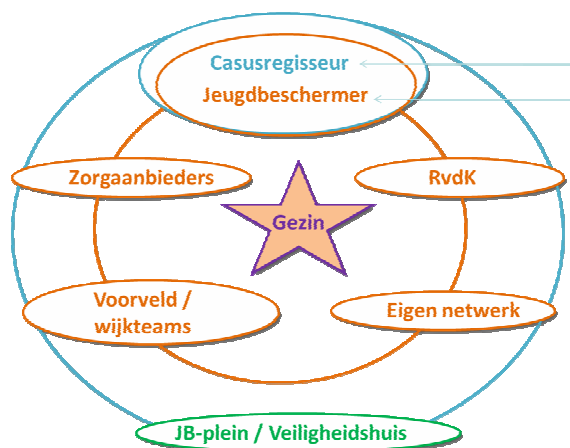 Casusregisseur
Jeugdbeschermer
Zorgaanbieders
RvdK
Gezin
Voorveld /
wijkteams
Eigen netwerk
JB-plein / Veiligheidshuis